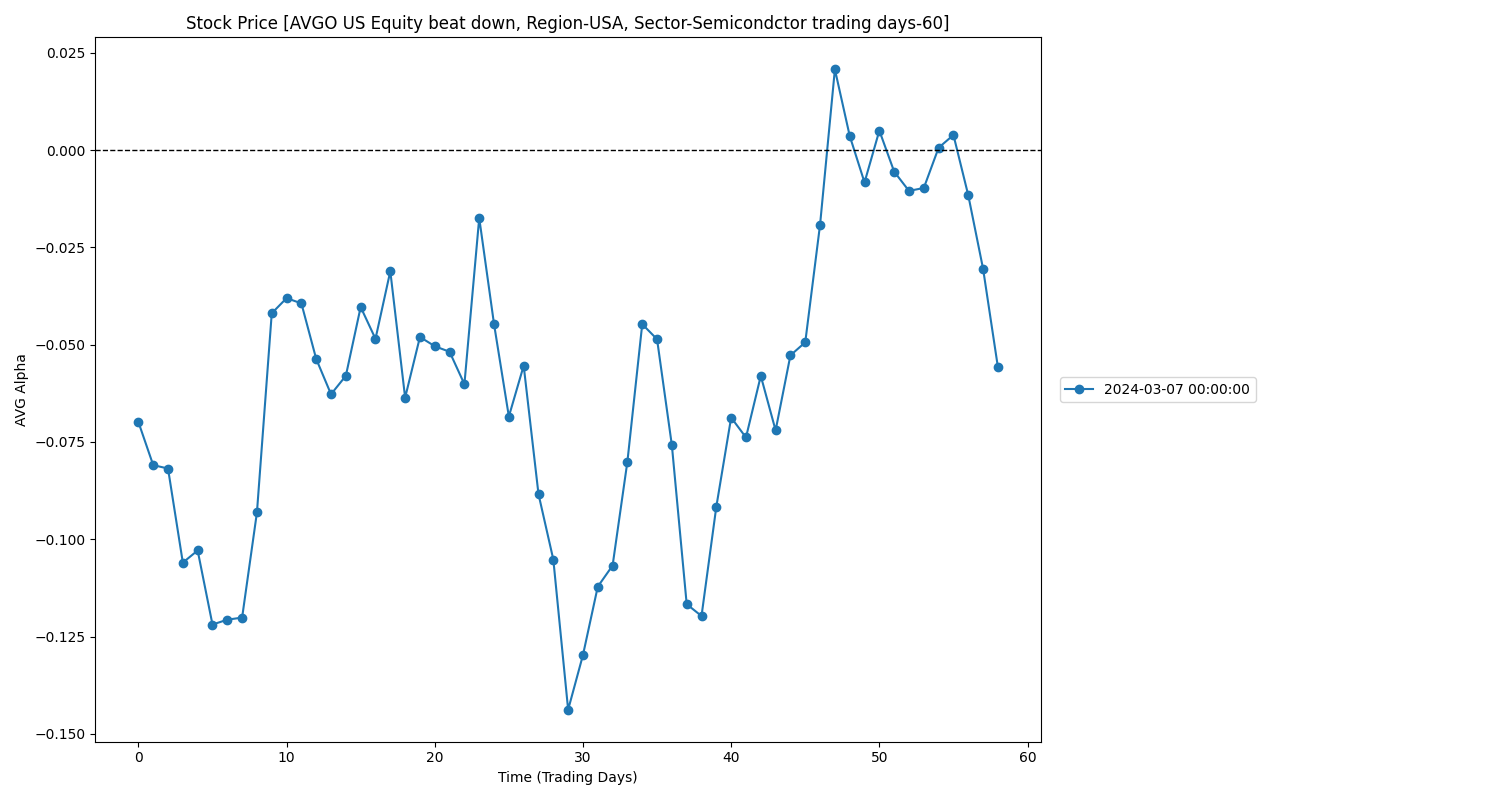 Stock Price [AVGO US Equity beat down, Region-USA, Sector-Semicondctor trading days-60]
0.025
0.000
−0.025
−0.050
−0.075
−0.100
−0.125
−0.150
AVG Alpha
0 10 20 30 40 50 60
Time (Trading Days)
2024-03-07 00:00:00